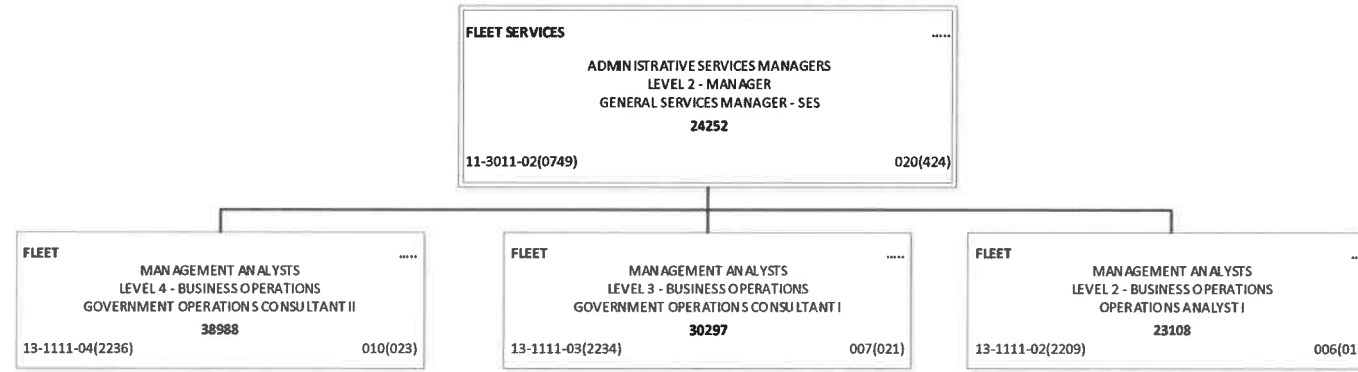 FLEET SERVICES .....
ADMINISTRATIVE SERVICES MANAGERS
LEVEL 2 - MANAGER
GENERAL SERVICES MANAGER - SES
24252
11-3011-02(0749) 020(424)
FLEET .....
MANAGEMENT ANALYSTS
LEVEL 4 - BUSINESS OPERATIONS
GOVERNMENT OPERATIONS CONSULTANT II
38988
13-1111-04(2236) 010(023)
FLEET .....
MANAGEMENT ANALYSTS
LEVEL 3 - BUSINESS OPERATIONS
GOVERNMENT OPERATIONS CONSULTANT I
30297
13-1111-03(2234) 007(021)
FLEET ..
MANAGEMENT ANALYSTS
LEVEL 2 - BUSINESS OPERATIONS
OPERATIONS ANALYST I
23108
13-1111-02(2209) 006(01